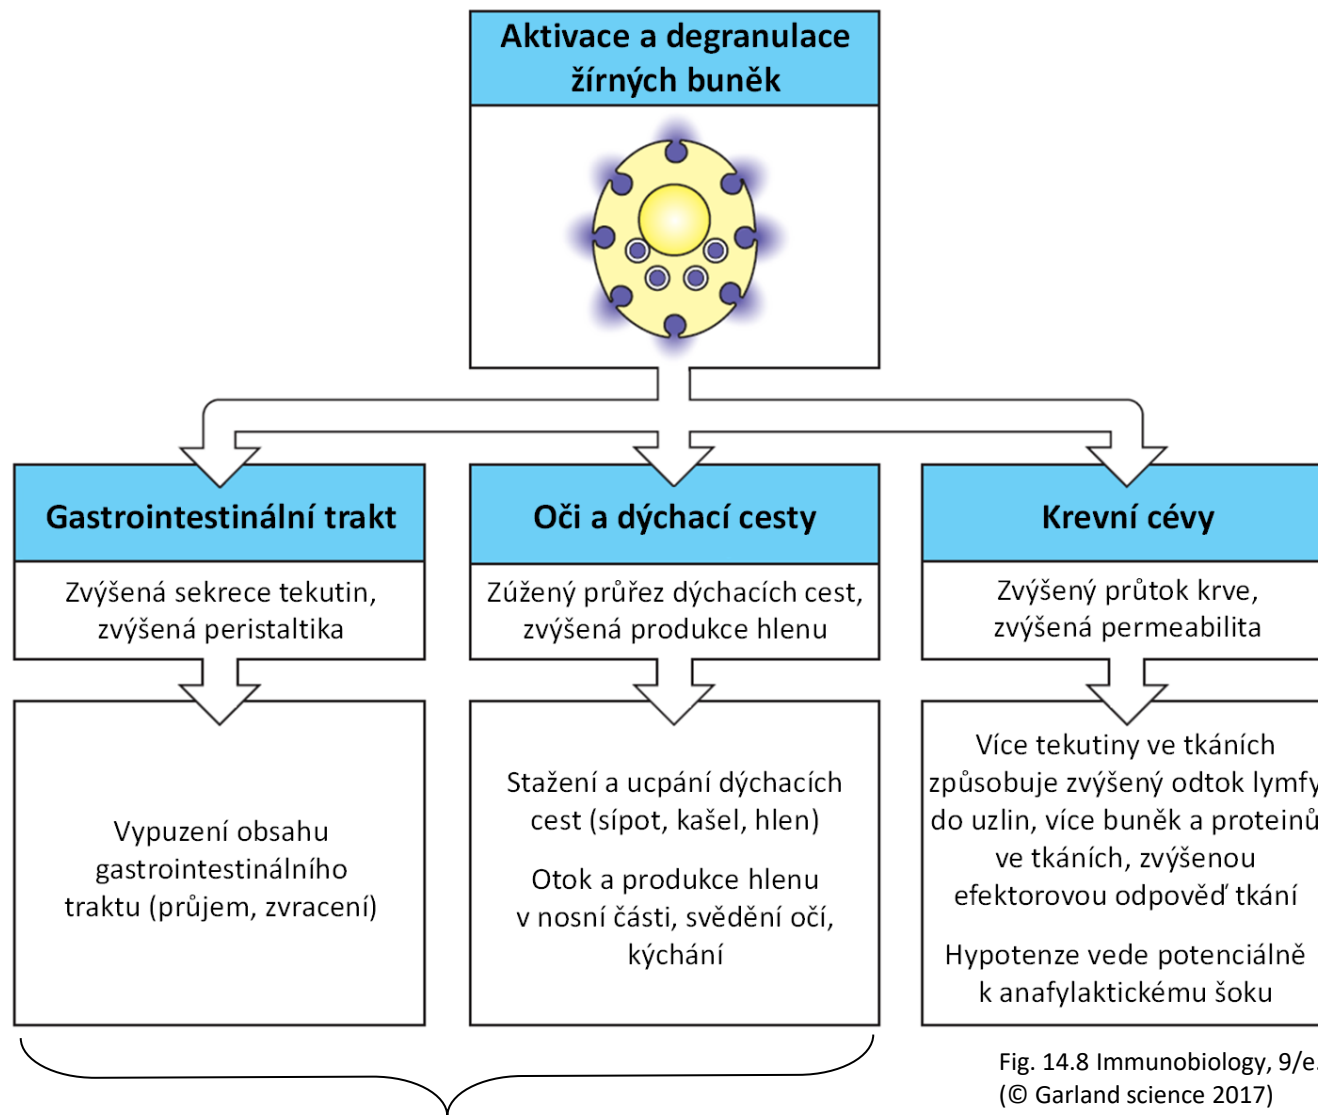 Aktivace a degranulace
žírných buněk
Gastrointestinální trakt
Zvýšená sekrece tekutin,
zvýšená peristaltika
Vypuzení obsahu
gastrointestinálního
traktu (průjem, zvracení)
Oči a dýchací cesty
Zúžený průřez dýchacích cest,
zvýšená produkce hlenu
Stažení a ucpání dýchacích
cest (sípot, kašel, hlen)
Otok a produkce hlenu
v nosní části, svědění očí,
kýchání
Krevní cévy
Zvýšený průtok krve,
zvýšená permeabilita
Více tekutiny ve tkáních
způsobuje zvýšený odtok lymfy
do uzlin, více buněk a proteinů
ve tkáních, zvýšenou
efektorovou odpověď tkání
Hypotenze vede potenciálně
k anafylaktickému šoku
Fig. 14.8 Immunobiology, 9/e.
(© Garland science 2017)